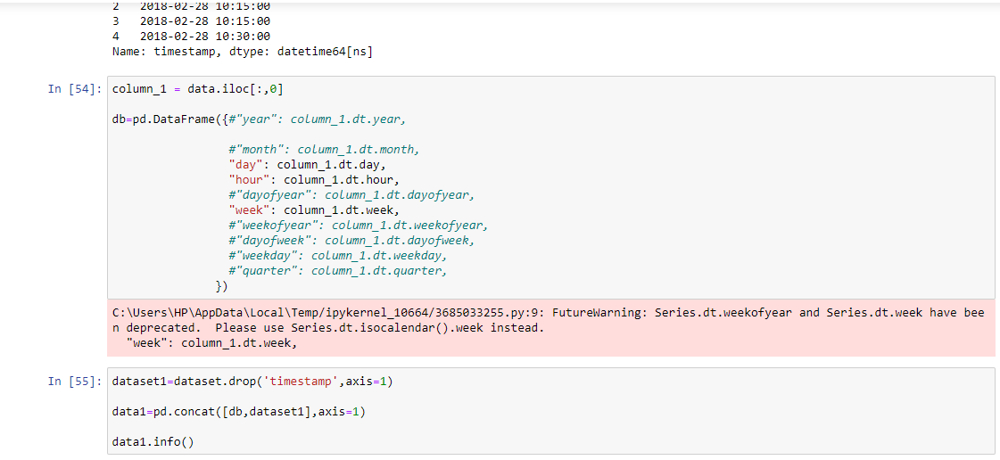 2   2018-02-28 10:15:00
3   2018-02-28 10:15:00
4   2018-02-28 10:30:00
Name: timestamp, dtype: datetime64[ns]
In [54]: column_1 = data.iloc[:,0]
db=pd.DataFrame({#"year": column_1.dt.year,
#"month": column_1.dt.month,
"day": column_1.dt.day,
"hour": column_1.dt.hour,
#"dayofyear": column_1.dt.dayofyear,
"week": column_1.dt.week,
#"weekofyear": column_1.dt.weekofyear,
#"dayofweek": column_1.dt.dayofweek,
#"weekday": column_1.dt.weekday,
#"quarter": column_1.dt.quarter,
})
C:\Users\HP\AppData\Local\Temp/ipykernel_10664/3685033255.py:9: FutureWarning: Series.dt.weekofyear and Series.dt.week have bee
n deprecated.  Please use Series.dt.isocalendar().week instead.
"week": column_1.dt.week,
In [55]: dataset1=dataset.drop('timestamp',axis=1)
data1=pd.concat([db,dataset1],axis=1)
data1.info()